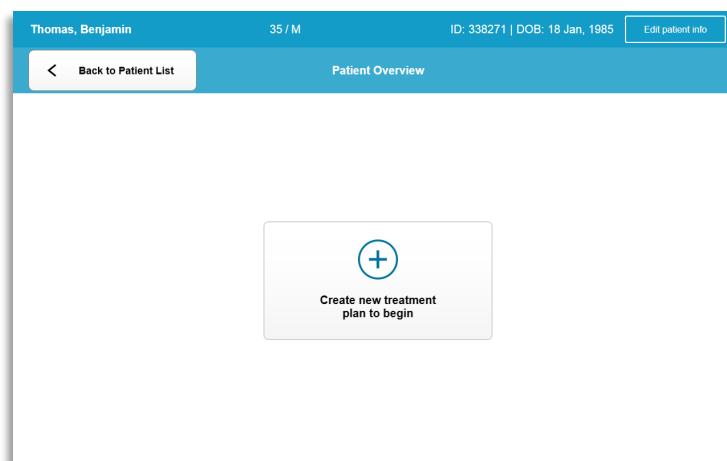 Thomas, Benjamin 35 / M ID: 338271 | DOB: 18 Jan, 1985 Edit patient info
Back to Patient List Patient Overview
Create new treatment
plan to begin